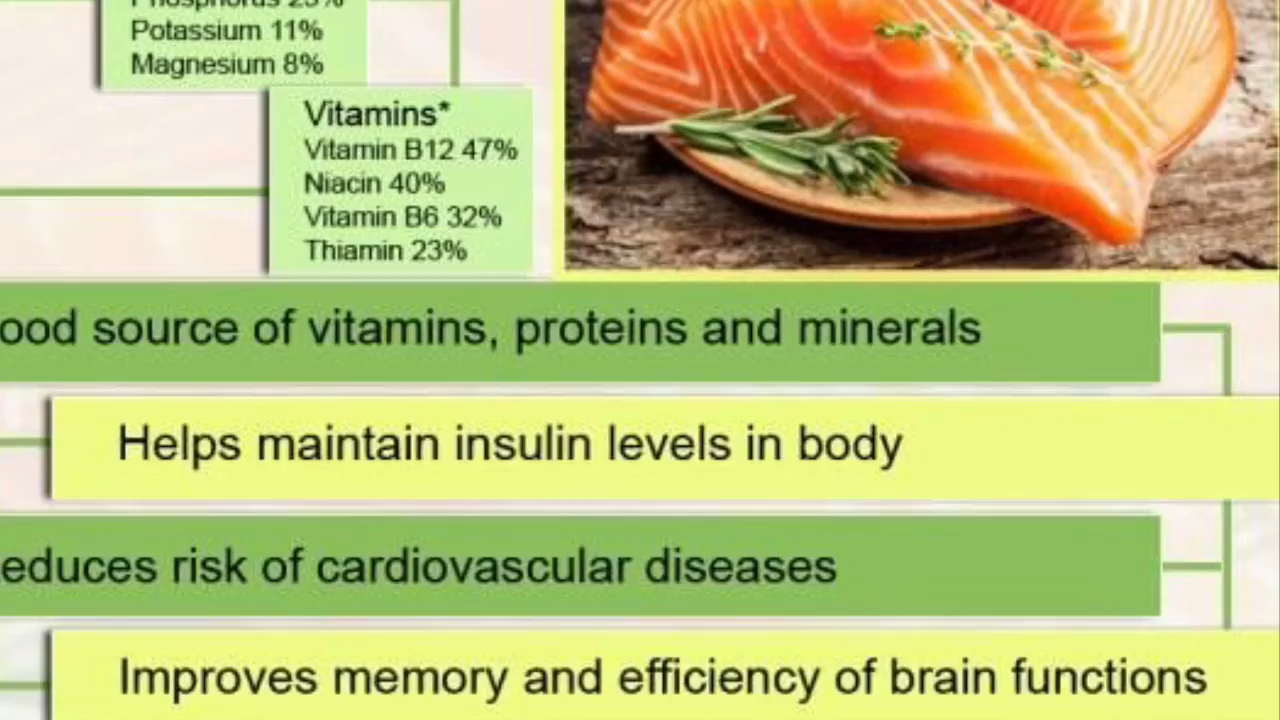 Potassium 11%
Magnesium 8%
Vitamins*
Vitamin B12 47%
Niacin 40%
Vitamin B6 32%
Thiamin 23%
ood source of vitamins, proteins and minerals
Helps maintain insulin levels in body
educes risk of cardiovascular diseases
Improves memory and efficiency of brain functions